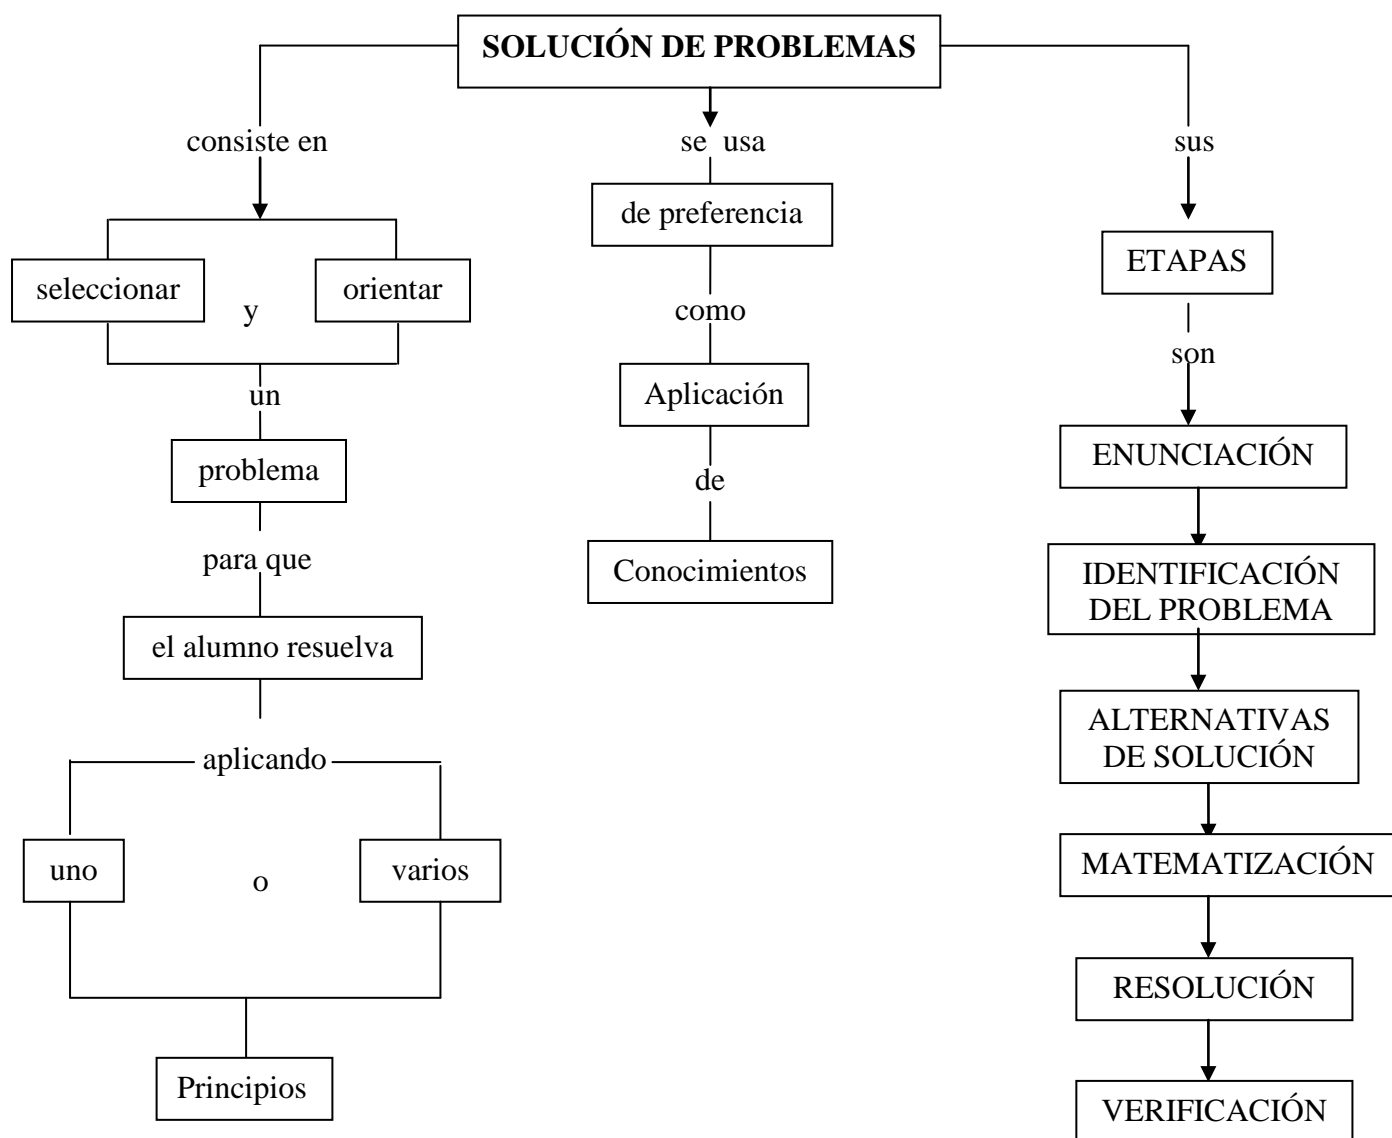 SOLUCIÓN DE PROBLEMAS
consiste en
seleccionar
y
orientar
un
problema
para que
el alumno resuelva
aplicando
uno
o
varios
Principios
se usa
de preferencia
como
Aplicación
de
Conocimientos
sus
ETAPAS
son
ENUNCIACIÓN
IDENTIFICACIÓN
DEL PROBLEMA
ALTERNATIVAS
DE SOLUCIÓN
MATEMATIZACIÓN
RESOLUCIÓN
VERIFICACIÓN